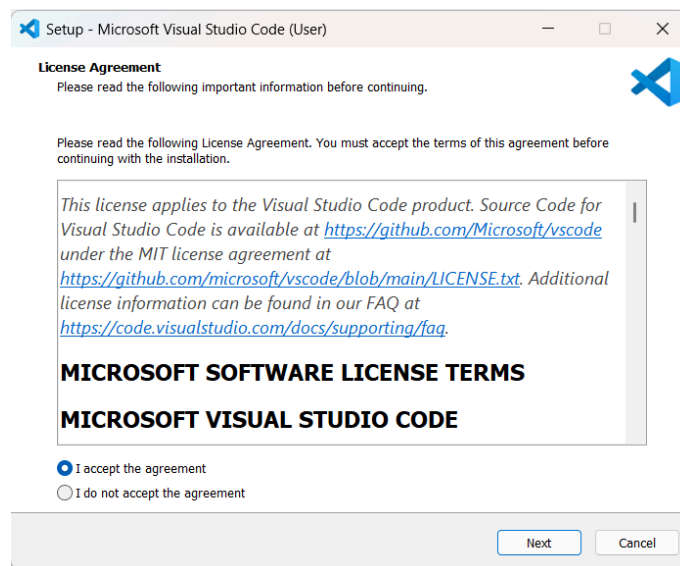 Setup - Microsoft Visual Studio Code (User)
License Agreement
Please read the following important information before continuing.
Please read the following License Agreement. You must accept the terms of this agreement before
continuing with the installation.
This license applies to the Visual Studio Code product. Source Code for
Visual Studio Code is available at https://github.com/Microsoft/vscode
under the MIT license agreement at
https://github.com/microsoft/vscode/blob/main/LICENSE.txt. Additional
license information can be found in our FAQ at
https://code.visualstudio.com/docs/supporting/faq.
MICROSOFT SOFTWARE LICENSE TERMS
MICROSOFT VISUAL STUDIO CODE
I accept the agreement
I do not accept the agreement
Next
Cancel